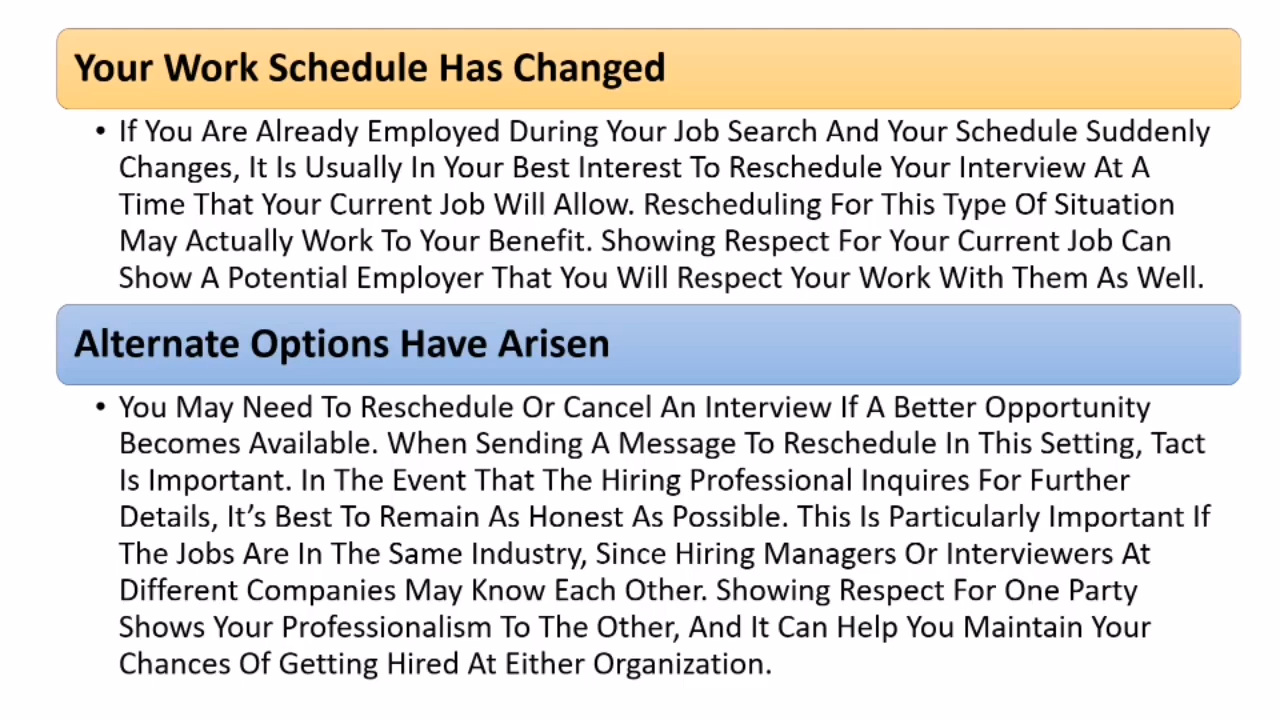 Your Work Schedule Has Changed
• If You Are Already Employed During Your Job Search And Your Schedule Suddenly
Changes, It Is Usually In Your Best Interest To Reschedule Your Interview At A
Time That Your Current Job Will Allow. Rescheduling For This Type Of Situation
May Actually Work To Your Benefit. Showing Respect For Your Current Job Can
Show A Potential Employer That You Will Respect Your Work With Them As Well.
Alternate Options Have Arisen
• You May Need To Reschedule Or Cancel An Interview If A Better Opportunity
Becomes Available. When Sending A Message To Reschedule In This Setting, Tact
Is Important. In The Event That The Hiring Professional Inquires For Further
Details, It’s Best To Remain As Honest As Possible. This Is Particularly Important If
The Jobs Are In The Same Industry, Since Hiring Managers Or Interviewers At
Different Companies May Know Each Other. Showing Respect For One Party
Shows Your Professionalism To The Other, And It Can Help You Maintain Your
Chances Of Getting Hired At Either Organization.